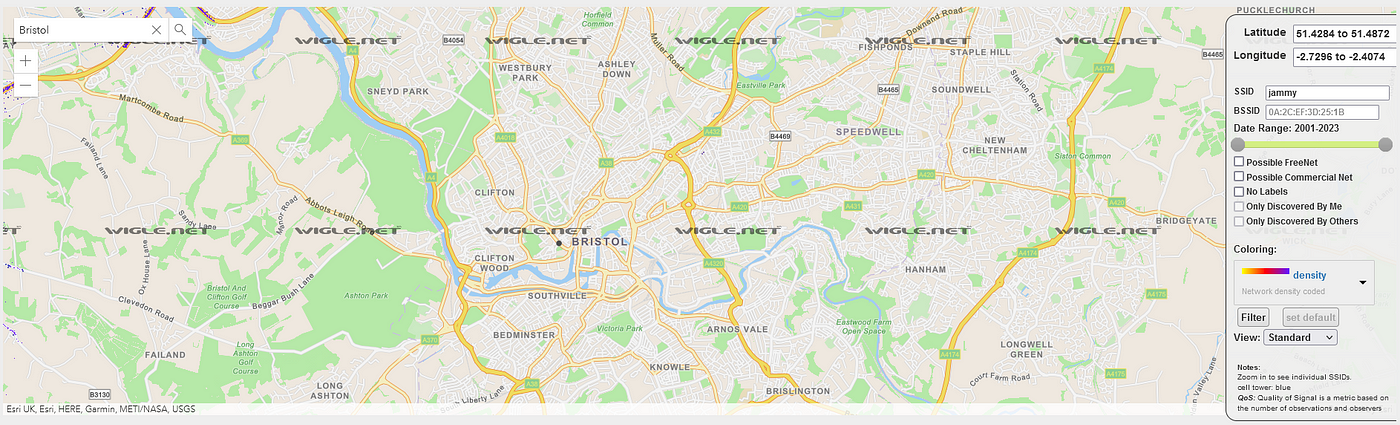 PUCKLECHURCH
Horfield
Common
Downend Road
Bristol
WIGLE.NET WIGLE.NET WIGLE.NET WIGLE.NET WIGLE.NET WIGLE.NET
A4
B4054
Muller Road
FISHPONDS
STAPLE HILL
B4465
A4174
WESTBURY
PARK
ASHLEY
DOWN
SNEYD PARK
Eastville Park
B4465
SOUNDWELL
Station Road
Martcombe Road
A369
A4018
A432
B4469
SPEEDWELL
NEW
CHELTENHAM
Siston Common
Failand Lane
A38
A4
A420
CLIFTON
Abbots Leigh Road
Manor Road
Sandy Lane
A420
A431
A420
BRIDGEYATE
WIGLE.NET WIGLE.NET WIGLE.NET WIGLE.NET WIGLE.NET WIGLE.NET
BRISTOL
Ox House Lane
CLIFTON
WOOD
A4320
A4174
HANHAM
Bristol And
Clifton Golf
Course
Beggar Bush Lane
Ashton Park
SOUTHVILLE
Clevedon Road
A4175
BEDMINSTER
Victoria Park
ARNOS VALE
Eastwood Farm
Open Space
FAILAND
Long
Ashton
Golf
Course
A370
A4174
LONGWELL
GREEN
KNOWLE
A4175
Court Farm Road
LONG
ASHTON
B3130
A38
South Liberty Lane
BRISLINGTON
Esri UK, Esri, HERE, Garmin, METI/NASA, USGS
Latitude 51.4284 to 51.4872
Longitude -2.7296 to -2.4074
SSID jammy
BSSID 0A:2C:EF:3D:25:1B
Date Range: 2001-2023
Possible FreeNet
Possible Commercial Net
No Labels
Only Discovered By Me
Only Discovered By Others
Coloring:
density
Network density coded
Filter set default
View: Standard
Notes:
Zoom in to see individual SSIDs.
cell tower: blue
QoS: Quality of Signal is a metric based on
the number of observations and observers